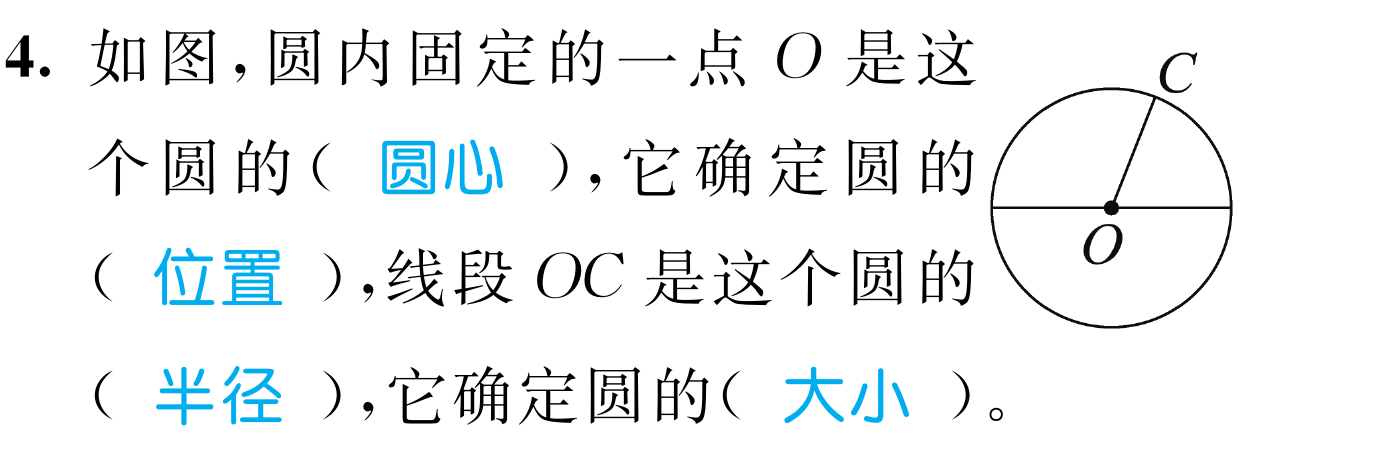 4. 如图，圆内固定的一点 O 是这
个圆的（ 圆心 ），它确定圆的
（ 位置 ），线段 OC 是这个圆的
（ 半径 ），它确定圆的（ 大小 ）。
C
O